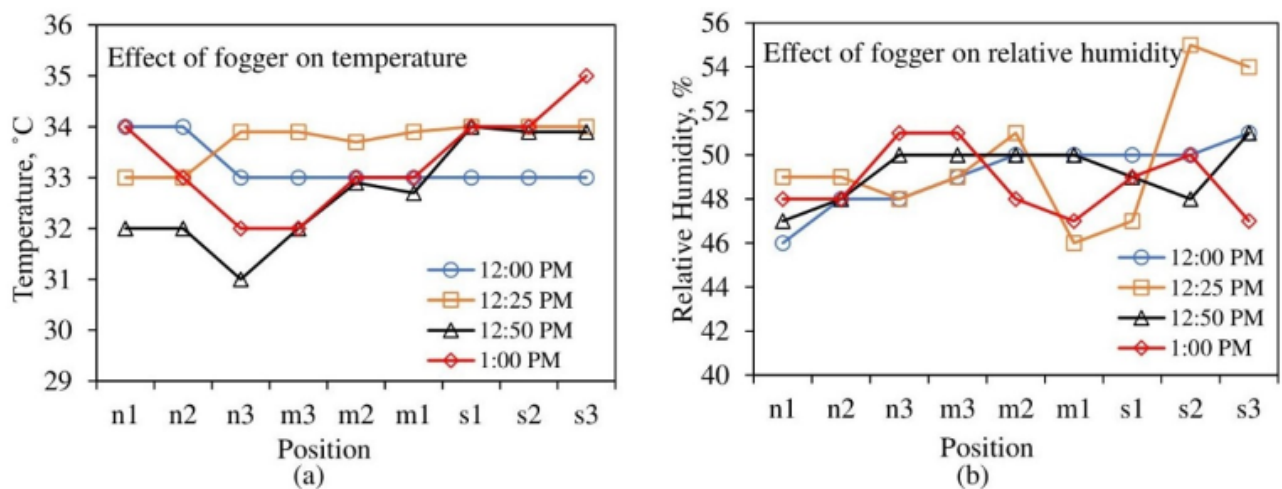 Effect of fogger on temperature
Temperature, °C
36
35
34
33
32
31
30
29
12:00 PM
12:25 PM
12:50 PM
1:00 PM
n1 n2 n3 m3 m2 m1 s1 s2 s3
Position
(a)
Effect of fogger on relative humidity
Relative Humidity, %
56
54
52
50
48
46
44
42
40
12:00 PM
12:25 PM
12:50 PM
1:00 PM
n1 n2 n3 m3 m2 m1 s1 s2 s3
Position
(b)